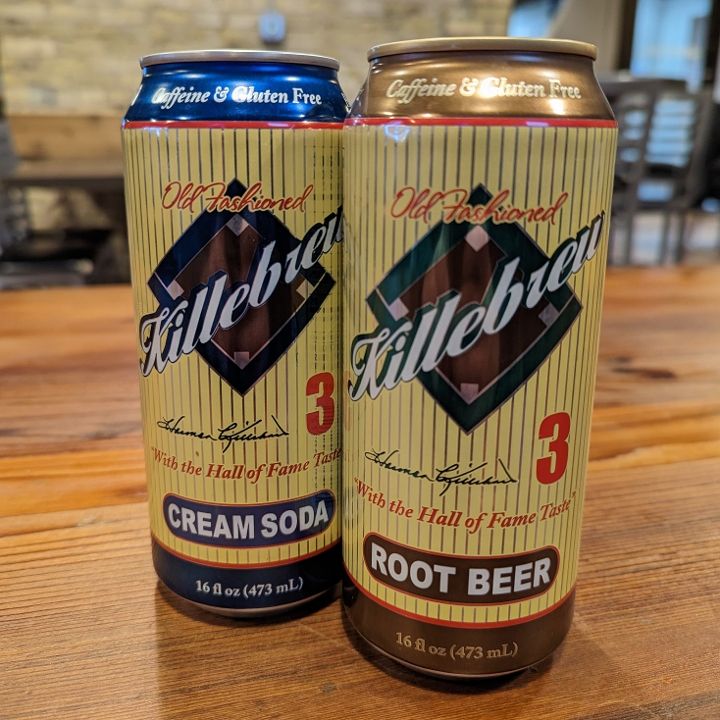 Caffeine & Gluten Free
Old Fashioned
Killebrew
3
"With the Hall of Fame Taste
CREAM SODA
16 fl oz (473 mL)
Caffeine & Gluten Free
Old Fashioned
Killebrew
3
"With the Hall of Fame Taste"
ROOT BEER
16 fl oz (473 mL)